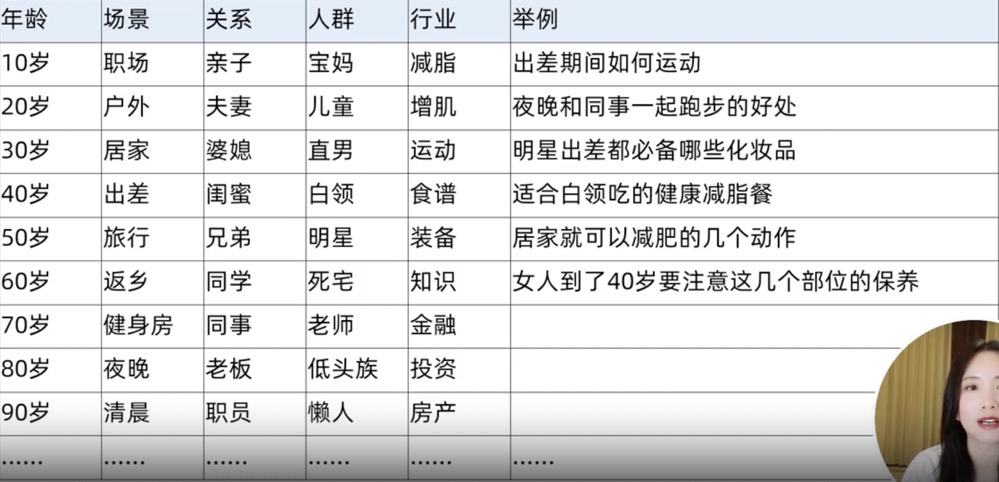 年龄 场景 关系 人群 行业 举例
10岁 职场 亲子 宝妈 减脂 出差期间如何运动
20岁 户外 夫妻 儿童 增肌 夜晚和同事一起跑步的好处
30岁 居家 婆媳 直男 运动 明星出差都必备哪些化妆品
40岁 出差 闺蜜 白领 食谱 适合白领吃的健康减脂餐
50岁 旅行 兄弟 明星 装备 居家就可以减肥的几个动作
60岁 返乡 同学 死宅 知识 女人到了40岁要注意这几个部位的保养
70岁 健身房 同事 老师 金融
80岁 夜晚 老板 低头族 投资
90岁 清晨 职员 懒人 房产
...... ...... ...... ...... ...... ......